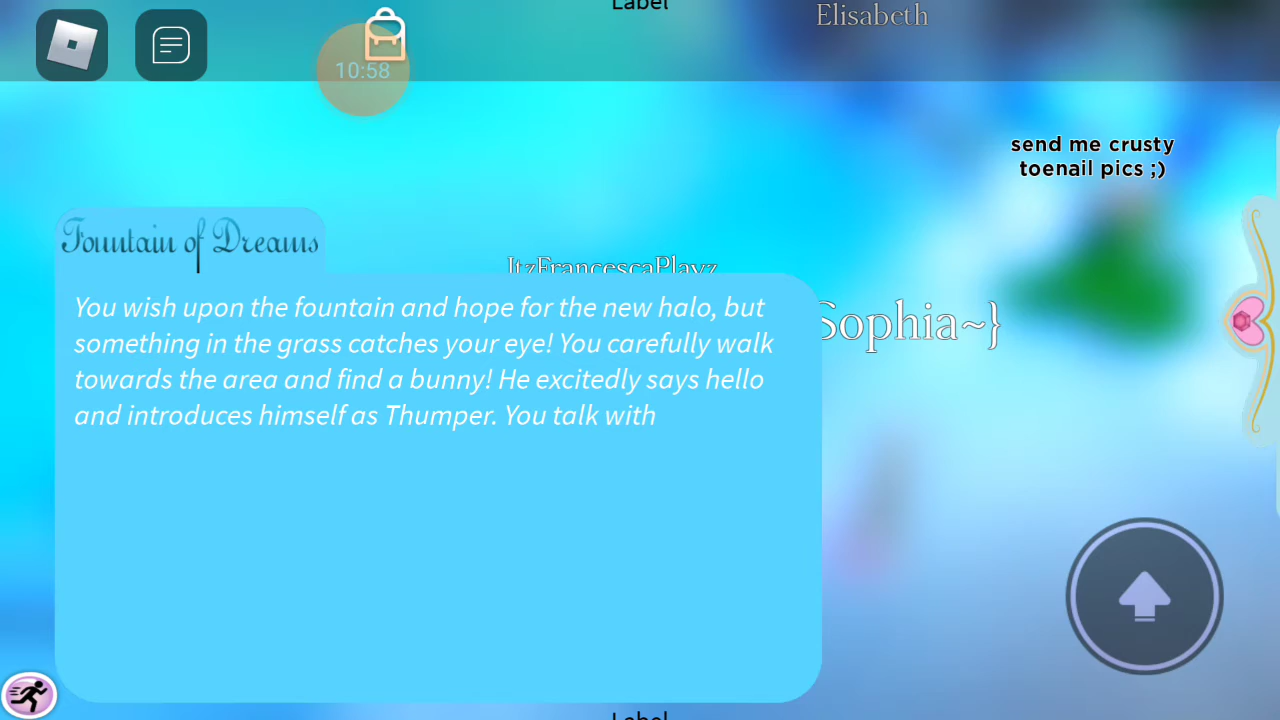 Label
Elisabeth
10:58
send me crusty
toenail pics ;)
Fountain of Dreams
ItzFrancescaPlayz
Sophia~}
You wish upon the fountain and hope for the new halo, but
something in the grass catches your eye! You carefully walk
towards the area and find a bunny! He excitedly says hello
and introduces himself as Thumper. You talk with
Label